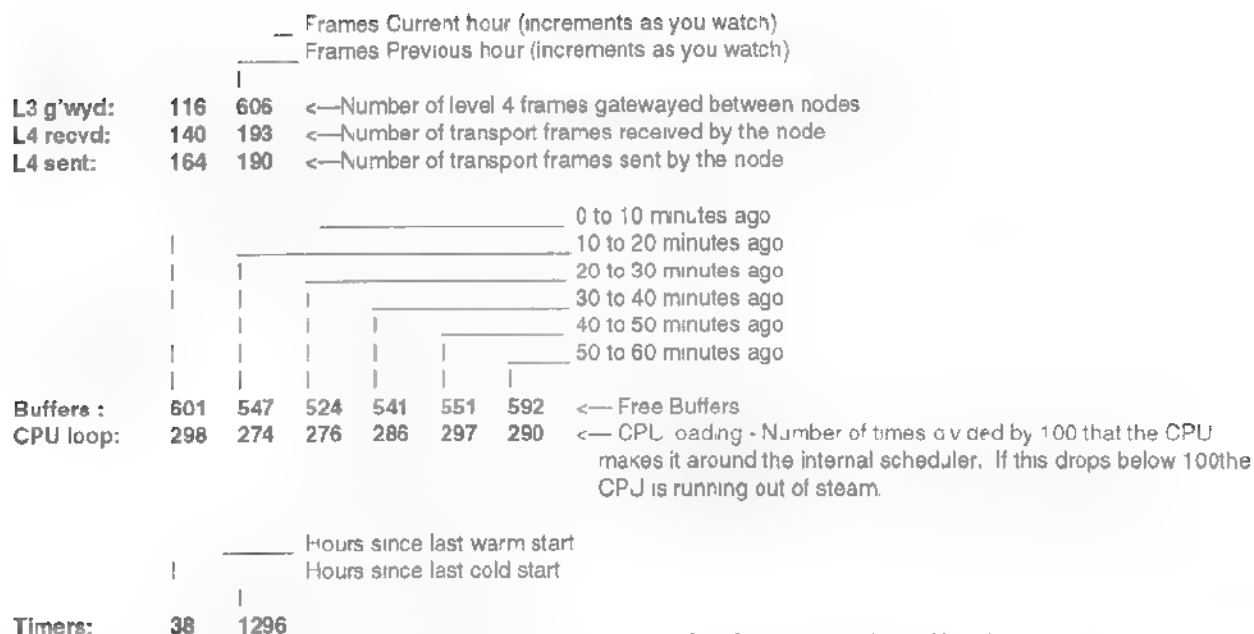 Frames Current hour (increments as you watch)
Frames Previous hour (increments as you watch)
L3 g'wyd: 116 606 <—Number of level 4 frames gatewayed between nodes
L4 recvd: 140 193 <—Number of transport frames received by the node
L4 sent: 164 190 <—Number of transport frames sent by the node
0 to 10 minutes ago
10 to 20 minutes ago
20 to 30 minutes ago
30 to 40 minutes ago
40 to 50 minutes ago
50 to 60 minutes ago
Buffers : 601 547 524 541 551 592 <— Free Buffers
CPU loop: 298 274 276 286 297 290 <— CPU loading - Number of times divided by 100 that the CPU
makes it around the internal scheduler. If this drops below 100the
CPU is running out of steam.
Hours since last warm start
Hours since last cold start
Timers: 38 1296